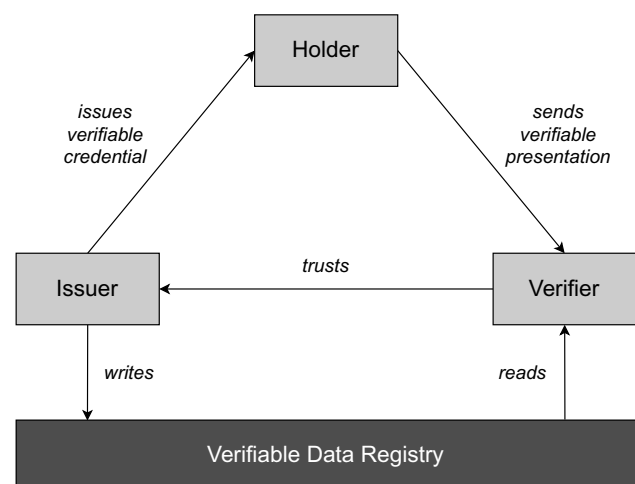 Holder
issues
verifiable
credential
sends
verifiable
presentation
Issuer
trusts
Verifier
writes
reads
Verifiable Data Registry